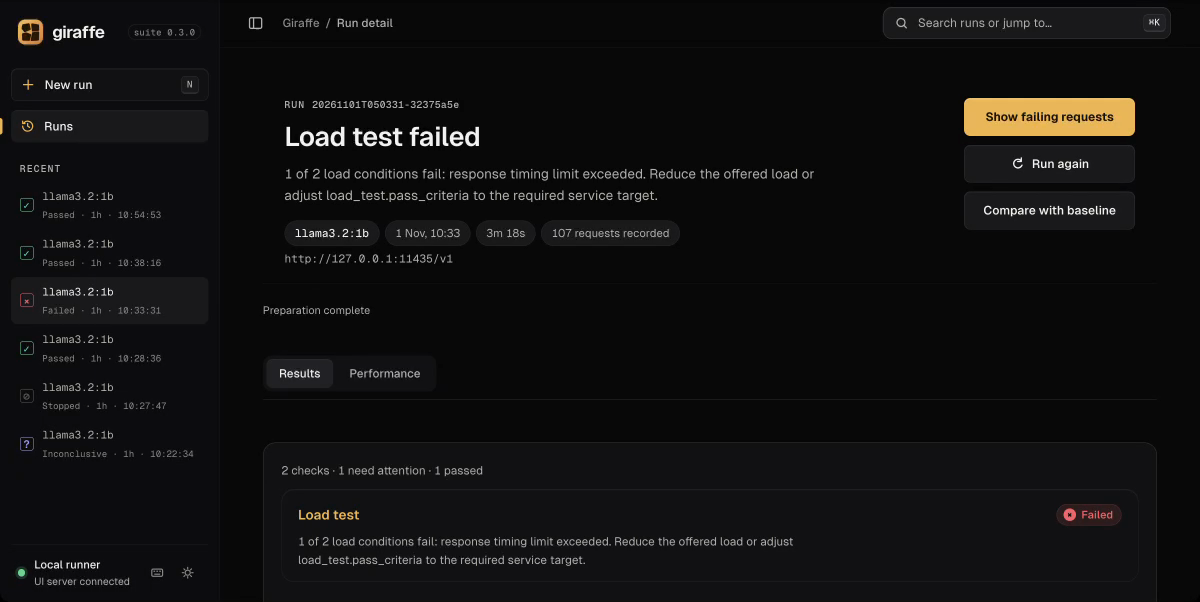 giraffe
suite 0.3.0
New run
N
Runs
RECENT
llama3.2:1b
Passed · 1h · 10:54:53
llama3.2:1b
Passed · 1h · 10:38:16
llama3.2:1b
Failed · 1h · 10:33:31
llama3.2:1b
Passed · 1h · 10:28:36
llama3.2:1b
Stopped · 1h · 10:27:47
llama3.2:1b
Inconclusive · 1h · 10:22:34
Local runner
UI server connected
Giraffe / Run detail
Search runs or jump to…
⌘K
RUN 20261101T050331-32375a5e
Load test failed
1 of 2 load conditions fail: response timing limit exceeded. Reduce the offered load or
adjust load_test.pass_criteria to the required service target.
llama3.2:1b
1 Nov, 10:33
3m 18s
107 requests recorded
http://127.0.0.1:11435/v1
Show failing requests
Run again
Compare with baseline
Preparation complete
Results
Performance
2 checks · 1 need attention · 1 passed
Load test
Failed
1 of 2 load conditions fail: response timing limit exceeded. Reduce the offered load or adjust
load_test.pass_criteria to the required service target.